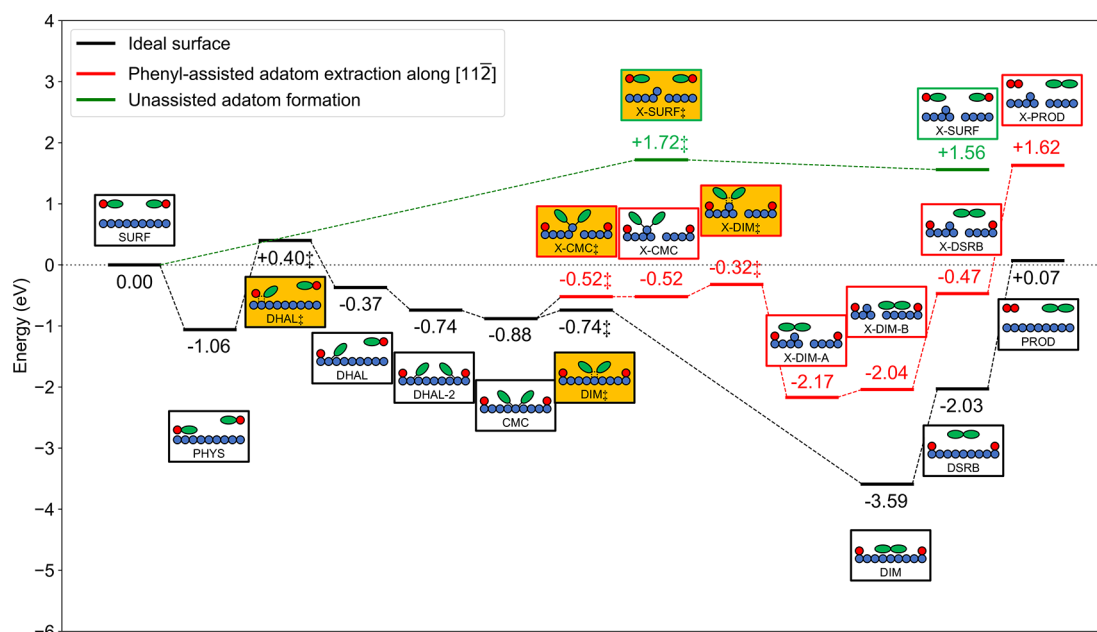 4
3
2
1
0
−1
−2
−3
−4
−5
−6
Energy (eV)
Ideal surface
Phenyl-assisted adatom extraction along [112̅]
Unassisted adatom formation
SURF
0.00
-1.06
PHYS
+0.40‡
DHAL‡
-0.37
DHAL
-0.74
DHAL-2
-0.88
CMC
-0.74‡
DIM‡
X-SURF‡
+1.72‡
X-CMC‡
-0.52‡
X-CMC
-0.52
X-DIM‡
-0.32‡
X-DIM-A
-2.17
X-DIM-B
-2.04
-3.59
DIM
X-SURF
+1.56
X-DSRB
-0.47
-2.03
DSRB
X-PROD
+1.62
+0.07
PROD